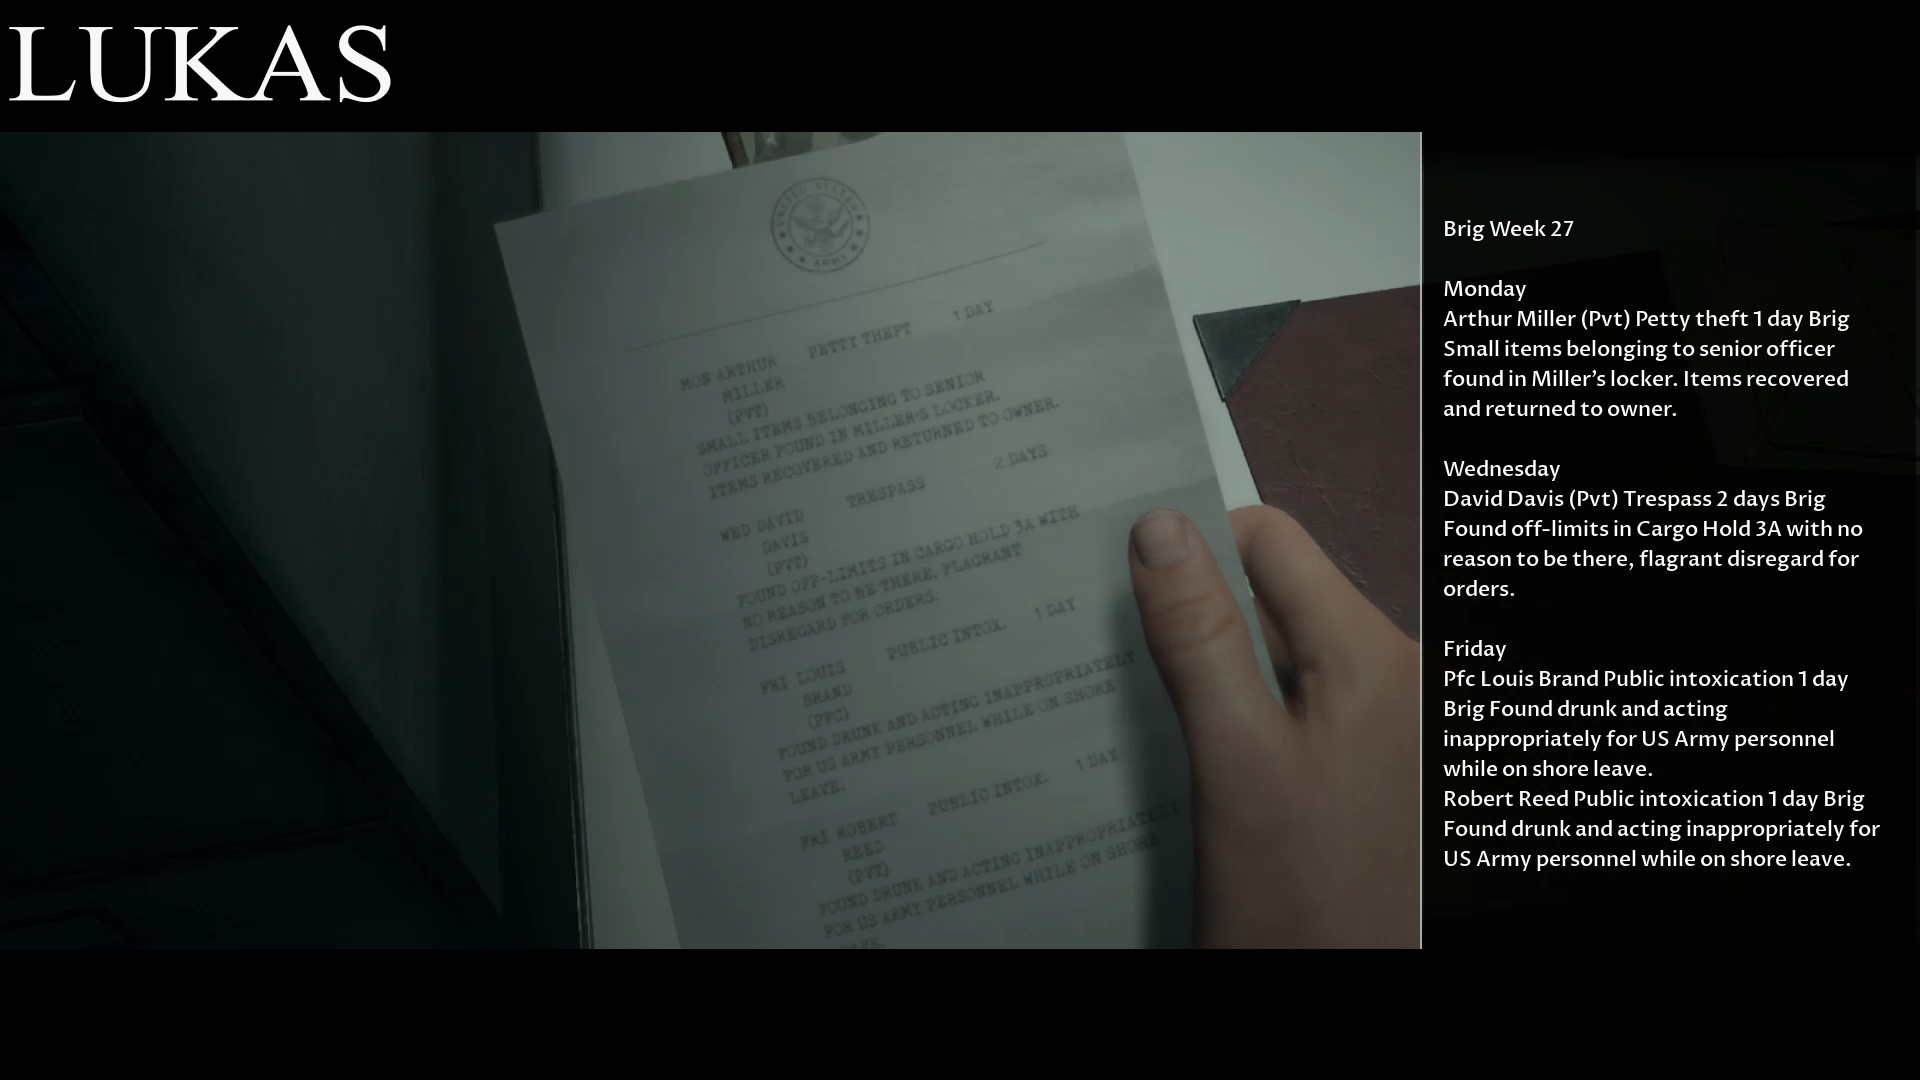 LUKAS
UNITED STATES
ARMY
MON ARTHUR PETTY THEFT 1 DAY
MILLER
(PVT)
SMALL ITEMS BELONGING TO SENIOR
OFFICER FOUND IN MILLER'S LOCKER.
ITEMS RECOVERED AND RETURNED TO OWNER.
WED DAVID TRESPASS 2 DAYS
DAVIS
(PVT)
FOUND OFF-LIMITS IN CARGO HOLD 3A WITH
NO REASON TO BE THERE, FLAGRANT
DISREGARD FOR ORDERS.
FRI LOUIS PUBLIC INTOX. 1 DAY
BRAND
(PFC)
FOUND DRUNK AND ACTING INAPPROPRIATELY
FOR US ARMY PERSONNEL WHILE ON SHORE
LEAVE.
FRI ROBERT PUBLIC INTOX. 1 DAY
REED
(PVT)
FOUND DRUNK AND ACTING INAPPROPRIATELY
FOR US ARMY PERSONNEL WHILE ON SHORE
Brig Week 27
Monday
Arthur Miller (Pvt) Petty theft 1 day Brig
Small items belonging to senior officer
found in Miller’s locker. Items recovered
and returned to owner.
Wednesday
David Davis (Pvt) Trespass 2 days Brig
Found off-limits in Cargo Hold 3A with no
reason to be there, flagrant disregard for
orders.
Friday
Pfc Louis Brand Public intoxication 1 day
Brig Found drunk and acting
inappropriately for US Army personnel
while on shore leave.
Robert Reed Public intoxication 1 day Brig
Found drunk and acting inappropriately for
US Army personnel while on shore leave.